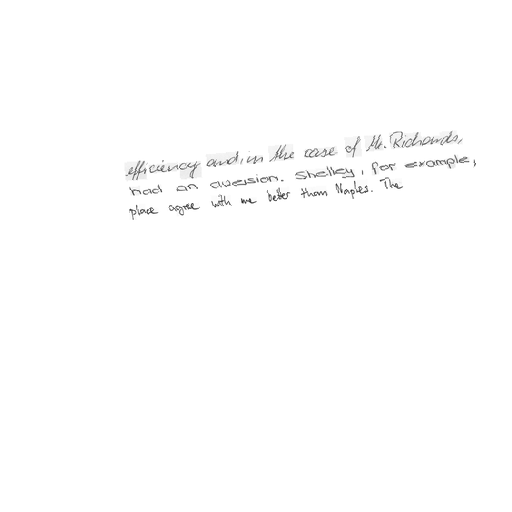 efficiency and, in the case of Mr. Richards,
had an aversion. Shelley, for example,
place agree with me better than Naples. The